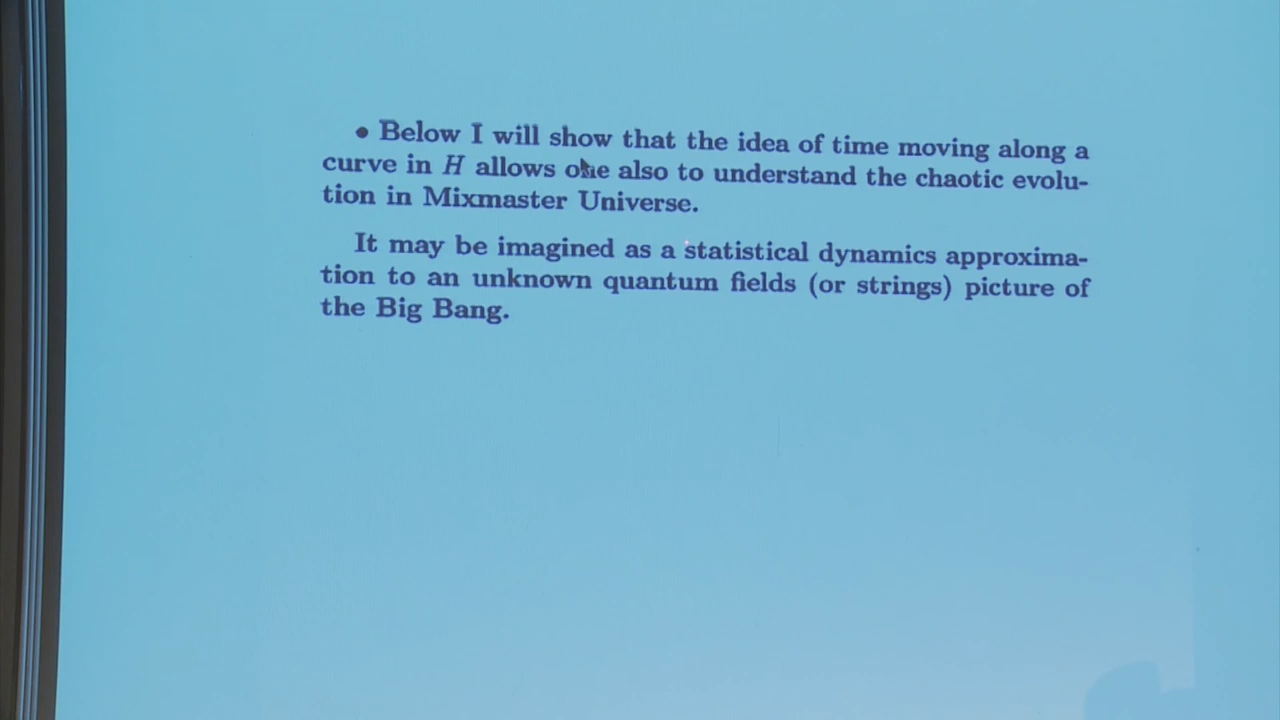 • Below I will show that the idea of time moving along a
curve in H allows one also to understand the chaotic evolu-
tion in Mixmaster Universe.
It may be imagined as a statistical dynamics approxima-
tion to an unknown quantum fields (or strings) picture of
the Big Bang.